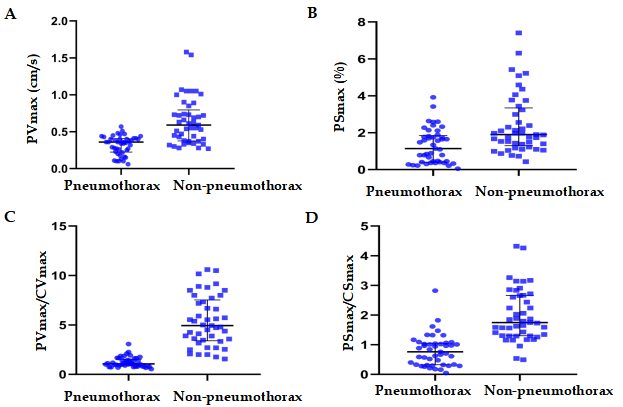 A
PVmax (cm/s)
2.0
1.5
1.0
0.5
0.0
Pneumothorax Non-pneumothorax
B
PSmax (%)
8
6
4
2
0
Pneumothorax Non-pneumothorax
C
PVmax/CVmax
15
10
5
0
Pneumothorax Non-pneumothorax
D
PSmax/CSmax
5
4
3
2
1
0
Pneumothorax Non-pneumothorax